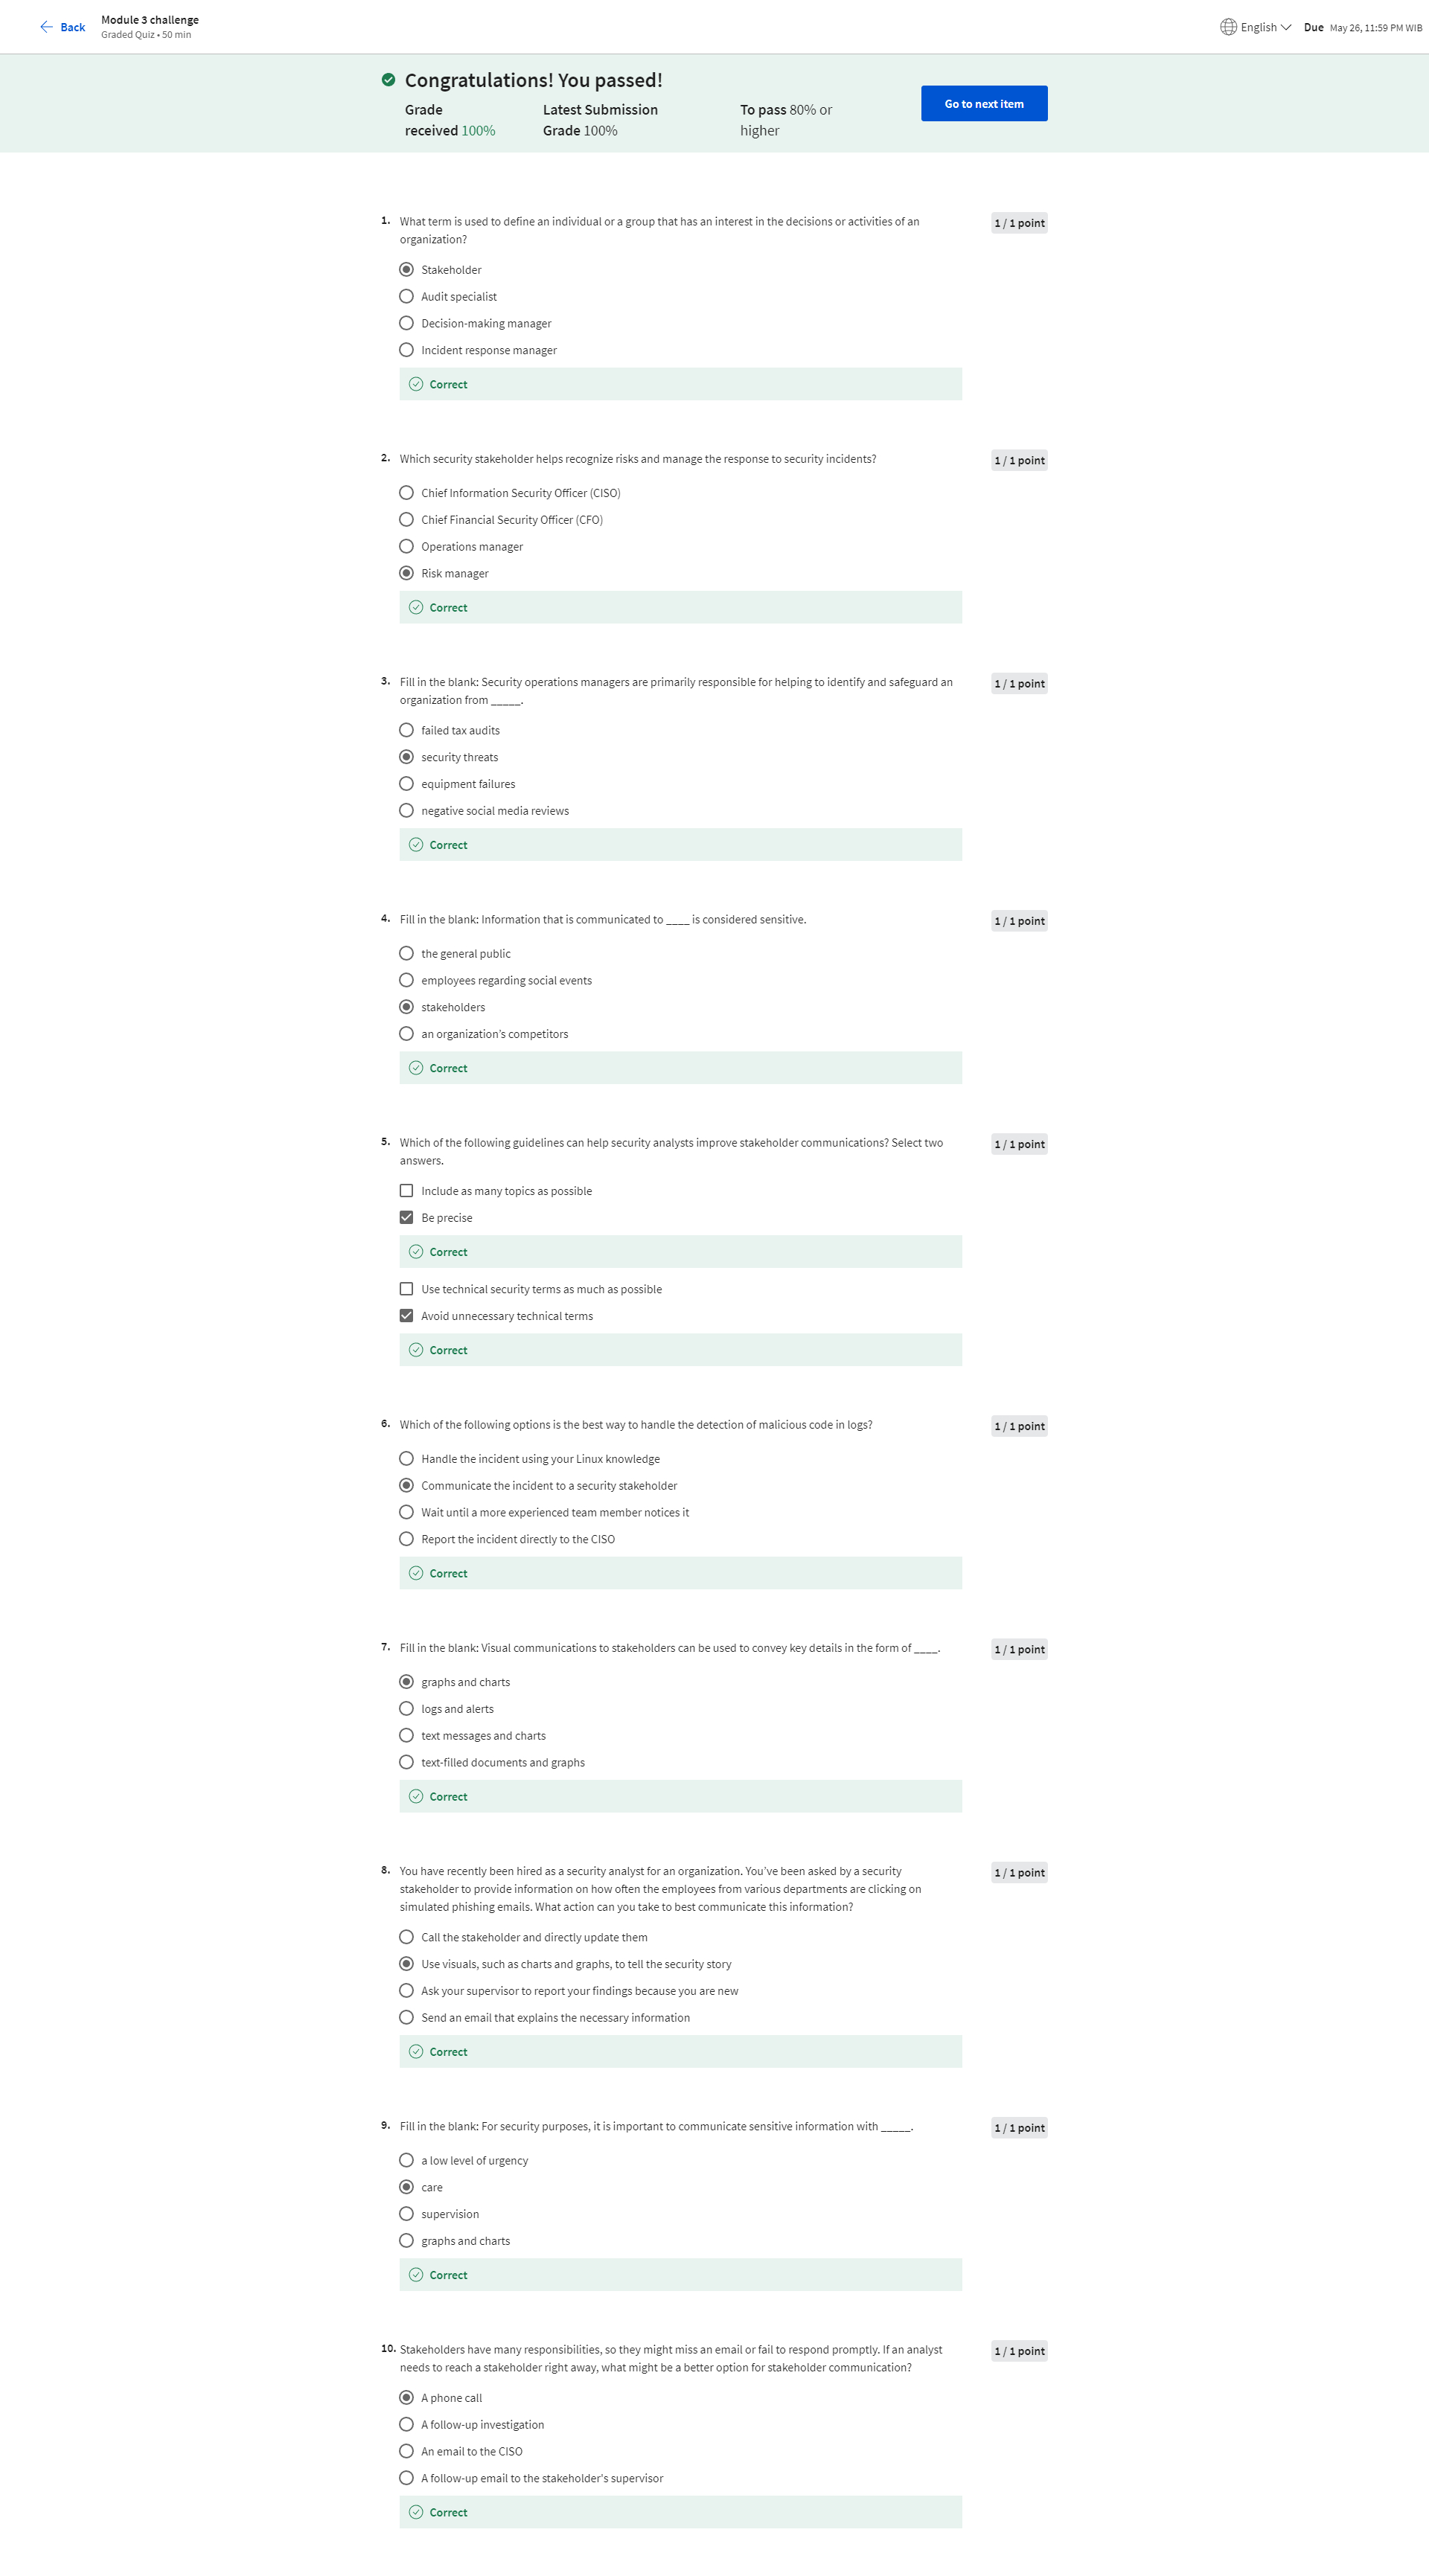 Back
Module 3 challenge
Graded Quiz • 50 min
English
Due May 26, 11:59 PM WIB
Congratulations! You passed!
Grade
received 100%
Latest Submission
Grade 100%
To pass 80% or
higher
Go to next item
1. What term is used to define an individual or a group that has an interest in the decisions or activities of an
organization?
1 / 1 point
Stakeholder
Audit specialist
Decision-making manager
Incident response manager
Correct
2. Which security stakeholder helps recognize risks and manage the response to security incidents?
1 / 1 point
Chief Information Security Officer (CISO)
Chief Financial Security Officer (CFO)
Operations manager
Risk manager
Correct
3. Fill in the blank: Security operations managers are primarily responsible for helping to identify and safeguard an
organization from _____.
1 / 1 point
failed tax audits
security threats
equipment failures
negative social media reviews
Correct
4. Fill in the blank: Information that is communicated to ____ is considered sensitive.
1 / 1 point
the general public
employees regarding social events
stakeholders
an organization’s competitors
Correct
5. Which of the following guidelines can help security analysts improve stakeholder communications? Select two
answers.
1 / 1 point
Include as many topics as possible
Be precise
Correct
Use technical security terms as much as possible
Avoid unnecessary technical terms
Correct
6. Which of the following options is the best way to handle the detection of malicious code in logs?
1 / 1 point
Handle the incident using your Linux knowledge
Communicate the incident to a security stakeholder
Wait until a more experienced team member notices it
Report the incident directly to the CISO
Correct
7. Fill in the blank: Visual communications to stakeholders can be used to convey key details in the form of ____.
1 / 1 point
graphs and charts
logs and alerts
text messages and charts
text-filled documents and graphs
Correct
8. You have recently been hired as a security analyst for an organization. You’ve been asked by a security
stakeholder to provide information on how often the employees from various departments are clicking on
simulated phishing emails. What action can you take to best communicate this information?
1 / 1 point
Call the stakeholder and directly update them
Use visuals, such as charts and graphs, to tell the security story
Ask your supervisor to report your findings because you are new
Send an email that explains the necessary information
Correct
9. Fill in the blank: For security purposes, it is important to communicate sensitive information with _____.
1 / 1 point
a low level of urgency
care
supervision
graphs and charts
Correct
10. Stakeholders have many responsibilities, so they might miss an email or fail to respond promptly. If an analyst
needs to reach a stakeholder right away, what might be a better option for stakeholder communication?
1 / 1 point
A phone call
A follow-up investigation
An email to the CISO
A follow-up email to the stakeholder's supervisor
Correct